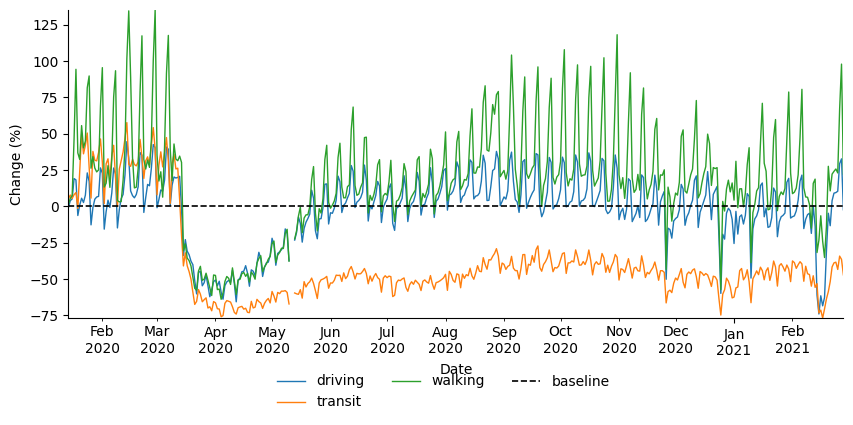 Change (%)
125
100
75
50
25
0
−25
−50
−75
Feb Mar Apr May Jun Jul Aug Sep Oct Nov Dec Jan Feb
2020 2020 2020 2020 2020 2020 2020 2020 2020 2020 2020 2021 2021
Date
driving walking baseline
transit